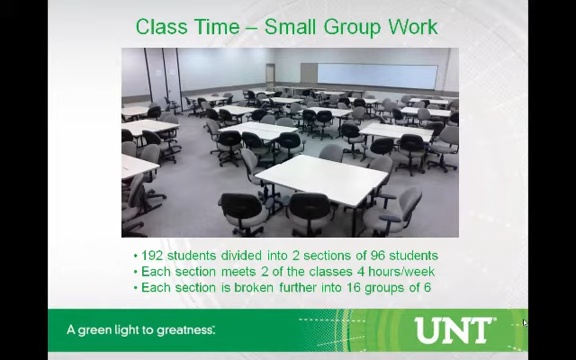 Class Time – Small Group Work
• 192 students divided into 2 sections of 96 students
• Each section meets 2 of the classes 4 hours/week
• Each section is broken further into 16 groups of 6
A green light to greatness.
UNT